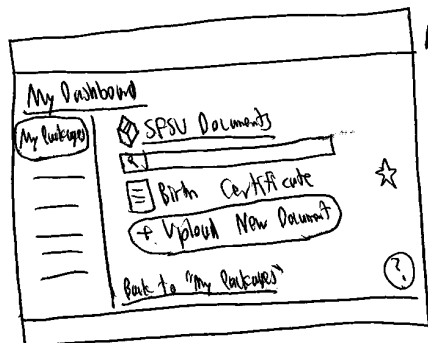 My Dashboard
My Packages
SPSU Documents
Birth Certificate
+ Upload New Document
Back to "My Packages"
?